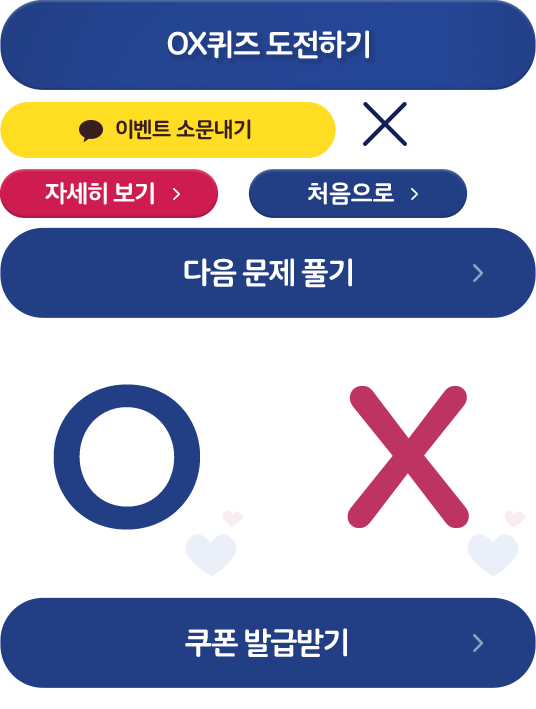 OX퀴즈 도전하기
이벤트 소문내기
자세히 보기
처음으로
다음 문제 풀기
O X
쿠폰 발급받기